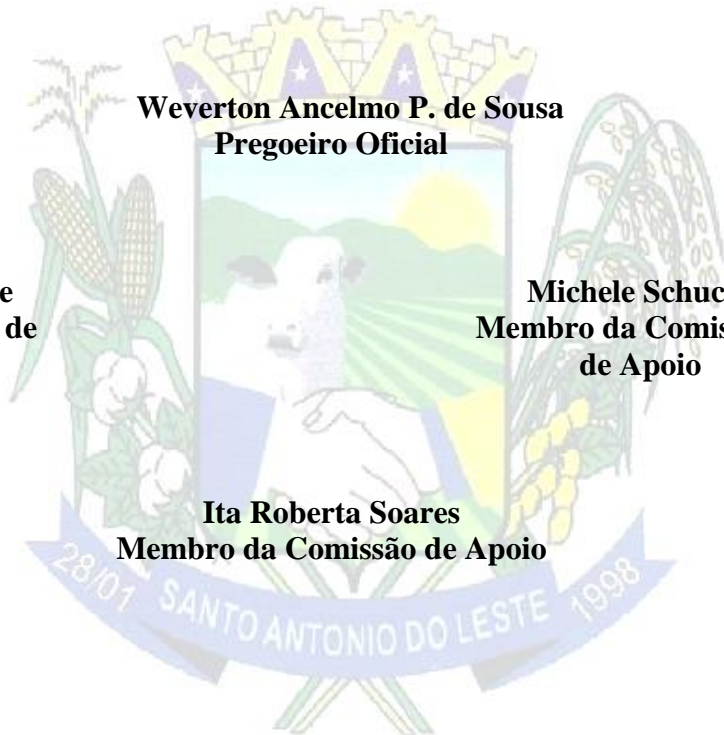 Weverton Ancelmo P. de Sousa
Pregoeiro Oficial
e
de
Michele Schuc
Membro da Comis
de Apoio
Ita Roberta Soares
Membro da Comissão de Apoio
28/01 SANTO ANTONIO DO LESTE 1998